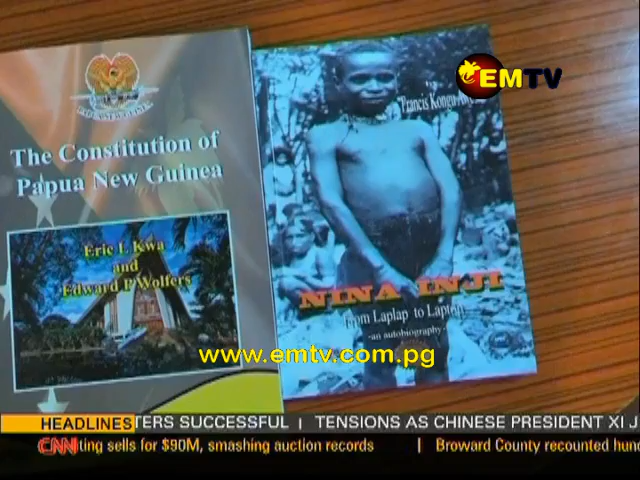 The Constitution of
Papua New Guinea
Eric L Kwa
and
Edward P Wolfers
EMTV
Francis Kongu
NINA INJI
From Laplap to Laptop
-an autobiography-
www.emtv.com.pg
HEADLINES TERS SUCCESSFUL | TENSIONS AS CHINESE PRESIDENT XI J
CNN ting sells for $90M, smashing auction records | Broward County recounted hun